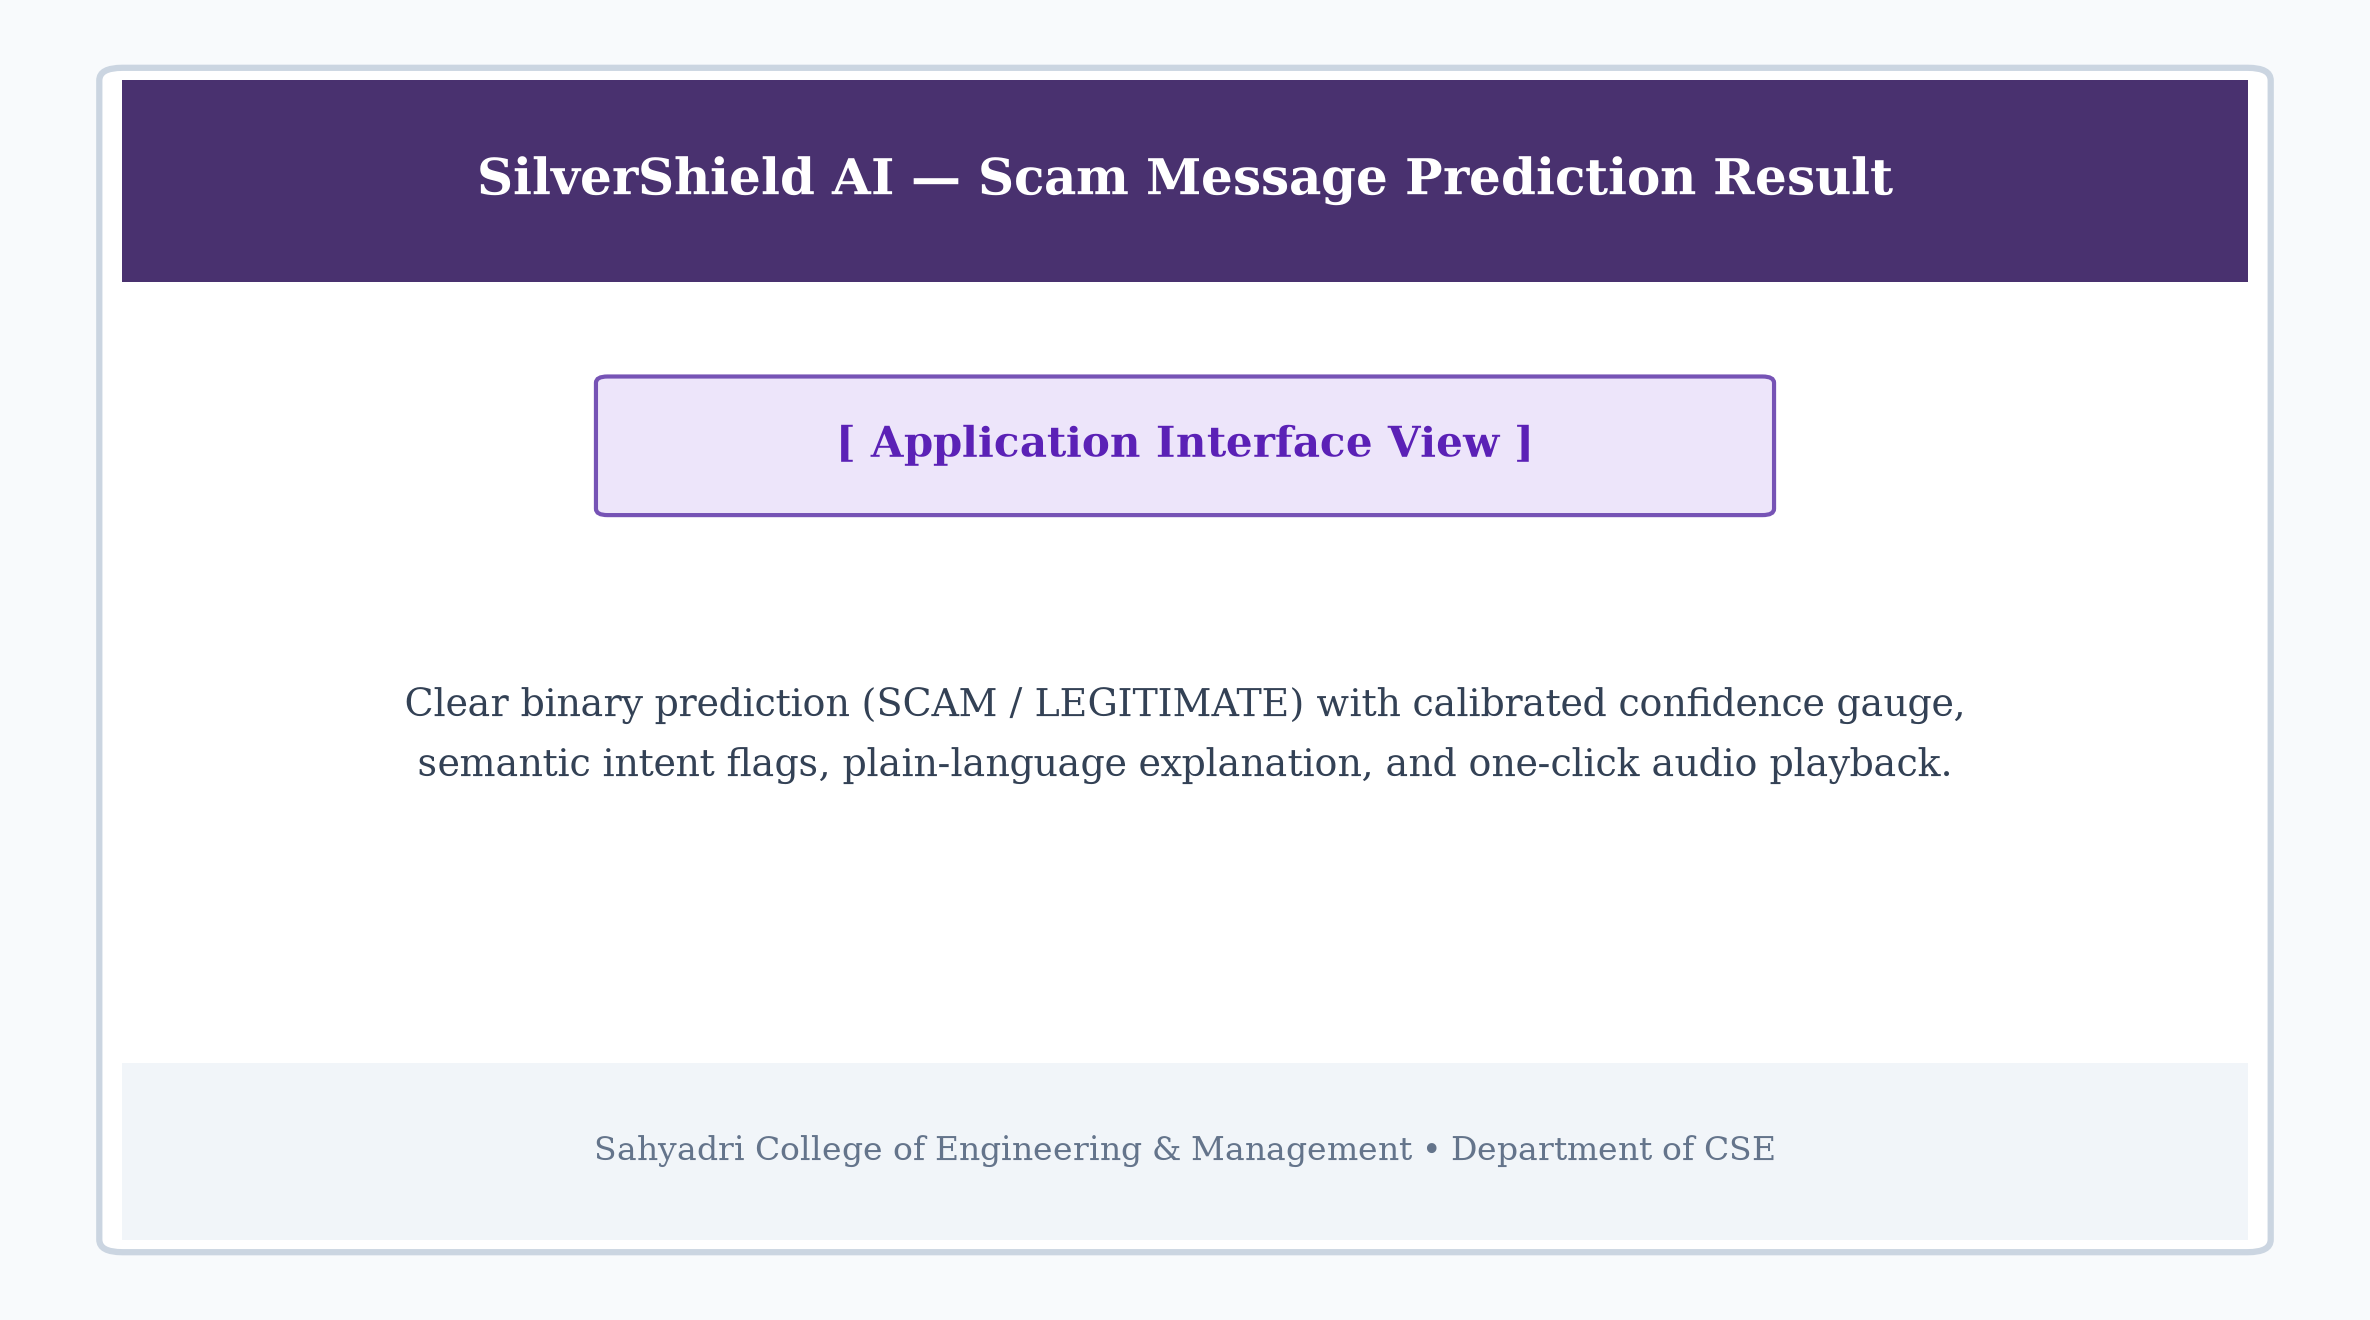 SilverShield AI — Scam Message Prediction Result
[ Application Interface View ]
Clear binary prediction (SCAM / LEGITIMATE) with calibrated confidence gauge,
semantic intent flags, plain-language explanation, and one-click audio playback.
Sahyadri College of Engineering & Management • Department of CSE